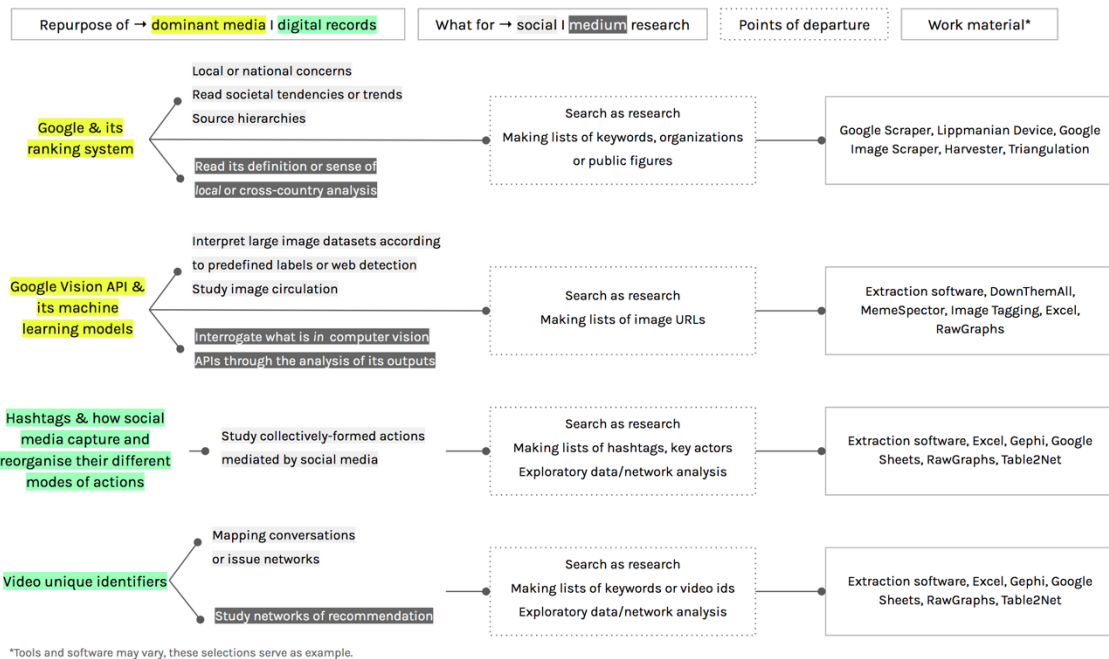 Repurpose of → dominant media I digital records
What for → social I medium research
Points of departure
Work material*
Google & its
ranking system
Local or national concerns
Read societal tendencies or trends
Source hierarchies
Read its definition or sense of
local or cross-country analysis
Search as research
Making lists of keywords, organizations
or public figures
Google Scraper, Lippmanian Device, Google
Image Scraper, Harvester, Triangulation
Google Vision API &
its machine
learning models
Interpret large image datasets according
to predefined labels or web detection
Study image circulation
Interrogate what is in computer vision
APIs through the analysis of its outputs
Search as research
Making lists of image URLs
Extraction software, DownThemAll,
MemeSpector, Image Tagging, Excel,
RawGraphs
Hashtags & how social
media capture and
reorganise their different
modes of actions
Study collectively-formed actions
mediated by social media
Search as research
Making lists of hashtags, key actors
Exploratory data/network analysis
Extraction software, Excel, Gephi, Google
Sheets, RawGraphs, Table2Net
Video unique identifiers
Mapping conversations
or issue networks
Study networks of recommendation
Search as research
Making lists of keywords or video ids
Exploratory data/network analysis
Extraction software, Excel, Gephi, Google
Sheets, RawGraphs, Table2Net
*Tools and software may vary, these selections serve as example.